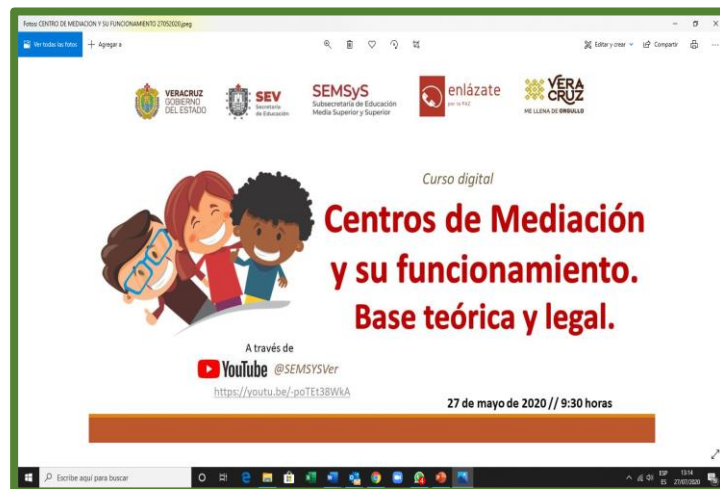 Fotos: CENTRO DE MEDIACION Y SU FUNCIONAMIENTO 27052020.jpeg
Ver todas las fotos
Agregar a
Editar y crear
Compartir
VERACRUZ
GOBIERNO
DEL ESTADO
SEV
Secretaría
de Educación
SEMSyS
Subsecretaría de Educación
Media Superior y Superior
enlázate
por la PAZ
VERA
CRUZ
ME LLENA DE ORGULLO
Curso digital
Centros de Mediación
y su funcionamiento.
Base teórica y legal.
A través de
YouTube @SEMSYSVer
https://youtu.be/-poTEt38WkA
27 de mayo de 2020 // 9:30 horas
Escribe aquí para buscar
ESP
ES
13:14
27/07/2020